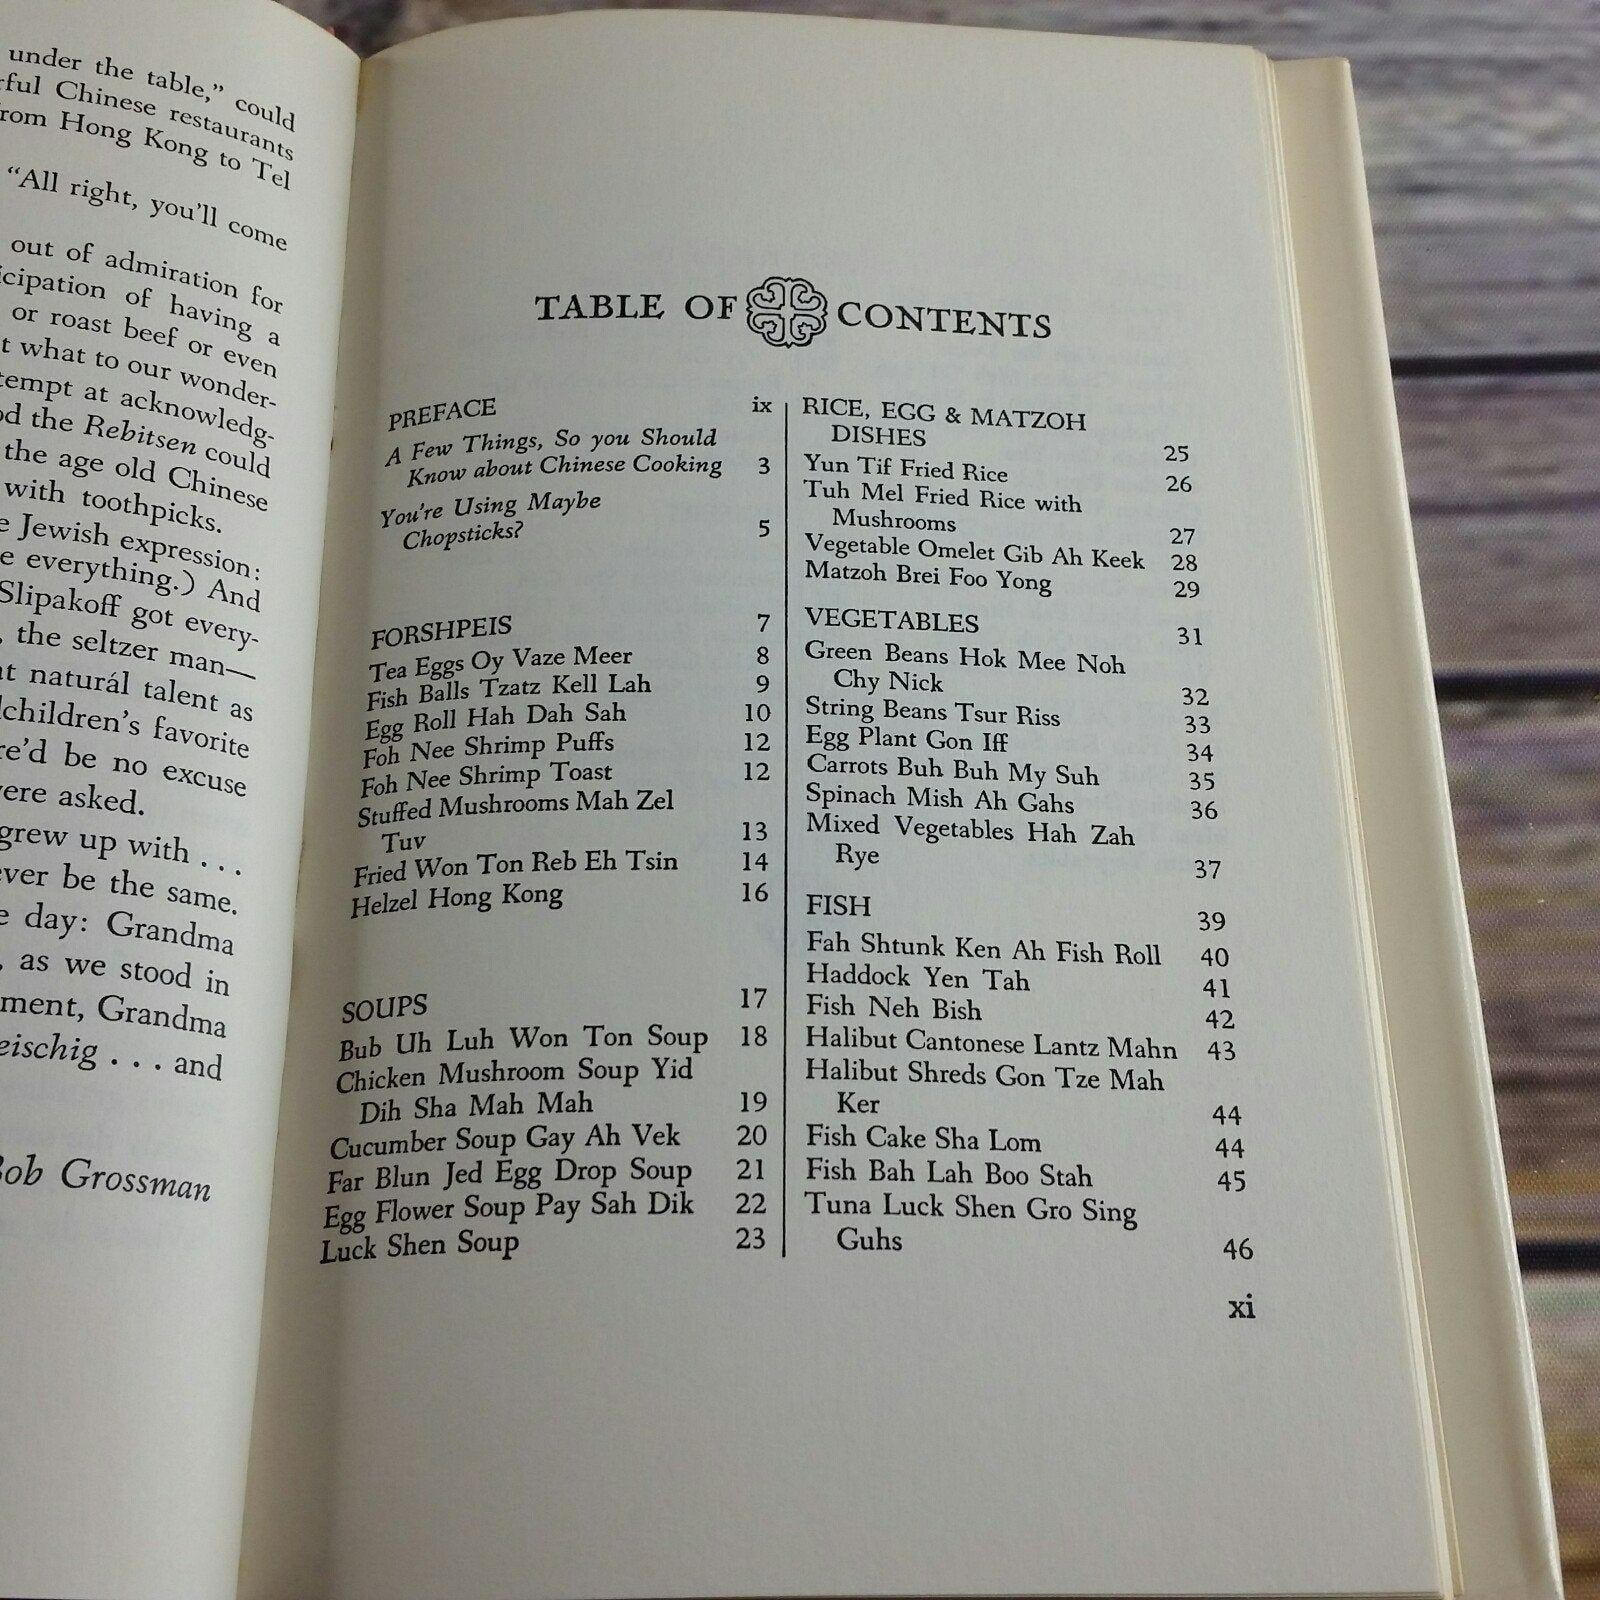 under the table," could
Chinese restaurants
from Hong Kong to Tel
"All right, you'll come
out of admiration for
of having a
or roast beef or even
what to our wonder-
at acknowledg-
the Rebitsen could
the age old Chinese
with toothpicks.
Jewish expression:
everything.) And
Slipakoff got every-
, the seltzer man—
naturál talent as
favorite
be no excuse
were asked.
grew up with . . .
ever be the same.
day: Grandma
, as we stood in
Grandma
. . . and
Bob Grossman
TABLE OF CONTENTS
PREFACE ix
A Few Things, So you Should
Know about Chinese Cooking 3
You're Using Maybe
Chopsticks? 5
FORSHPEIS 7
Tea Eggs Oy Vaze Meer 8
Fish Balls Tzatz Kell Lah 9
Egg Roll Hah Dah Sah 10
Foh Nee Shrimp Puffs 12
Foh Nee Shrimp Toast 12
Stuffed Mushrooms Mah Zel
Tuv 13
Fried Won Ton Reb Eh Tsin 14
Helzel Hong Kong 16
SOUPS 17
Bub Uh Luh Won Ton Soup 18
Chicken Mushroom Soup Yid
Dih Sha Mah Mah 19
Cucumber Soup Gay Ah Vek 20
Far Blun Jed Egg Drop Soup 21
Egg Flower Soup Pay Sah Dik 22
Luck Shen Soup 23
RICE, EGG & MATZOH
DISHES 25
Yun Tif Fried Rice 26
Tuh Mel Fried Rice with
Mushrooms 27
Vegetable Omelet Gib Ah Keek 28
Matzoh Brei Foo Yong 29
VEGETABLES 31
Green Beans Hok Mee Noh
Chy Nick 32
String Beans Tsur Riss 33
Egg Plant Gon Iff 34
Carrots Buh Buh My Suh 35
Spinach Mish Ah Gahs 36
Mixed Vegetables Hah Zah
Rye 37
FISH 39
Fah Shtunk Ken Ah Fish Roll 40
Haddock Yen Tah 41
Fish Neh Bish 42
Halibut Cantonese Lantz Mahn 43
Halibut Shreds Gon Tze Mah
Ker 44
Fish Cake Sha Lom 44
Fish Bah Lah Boo Stah 45
Tuna Luck Shen Gro Sing
Guhs 46
xi